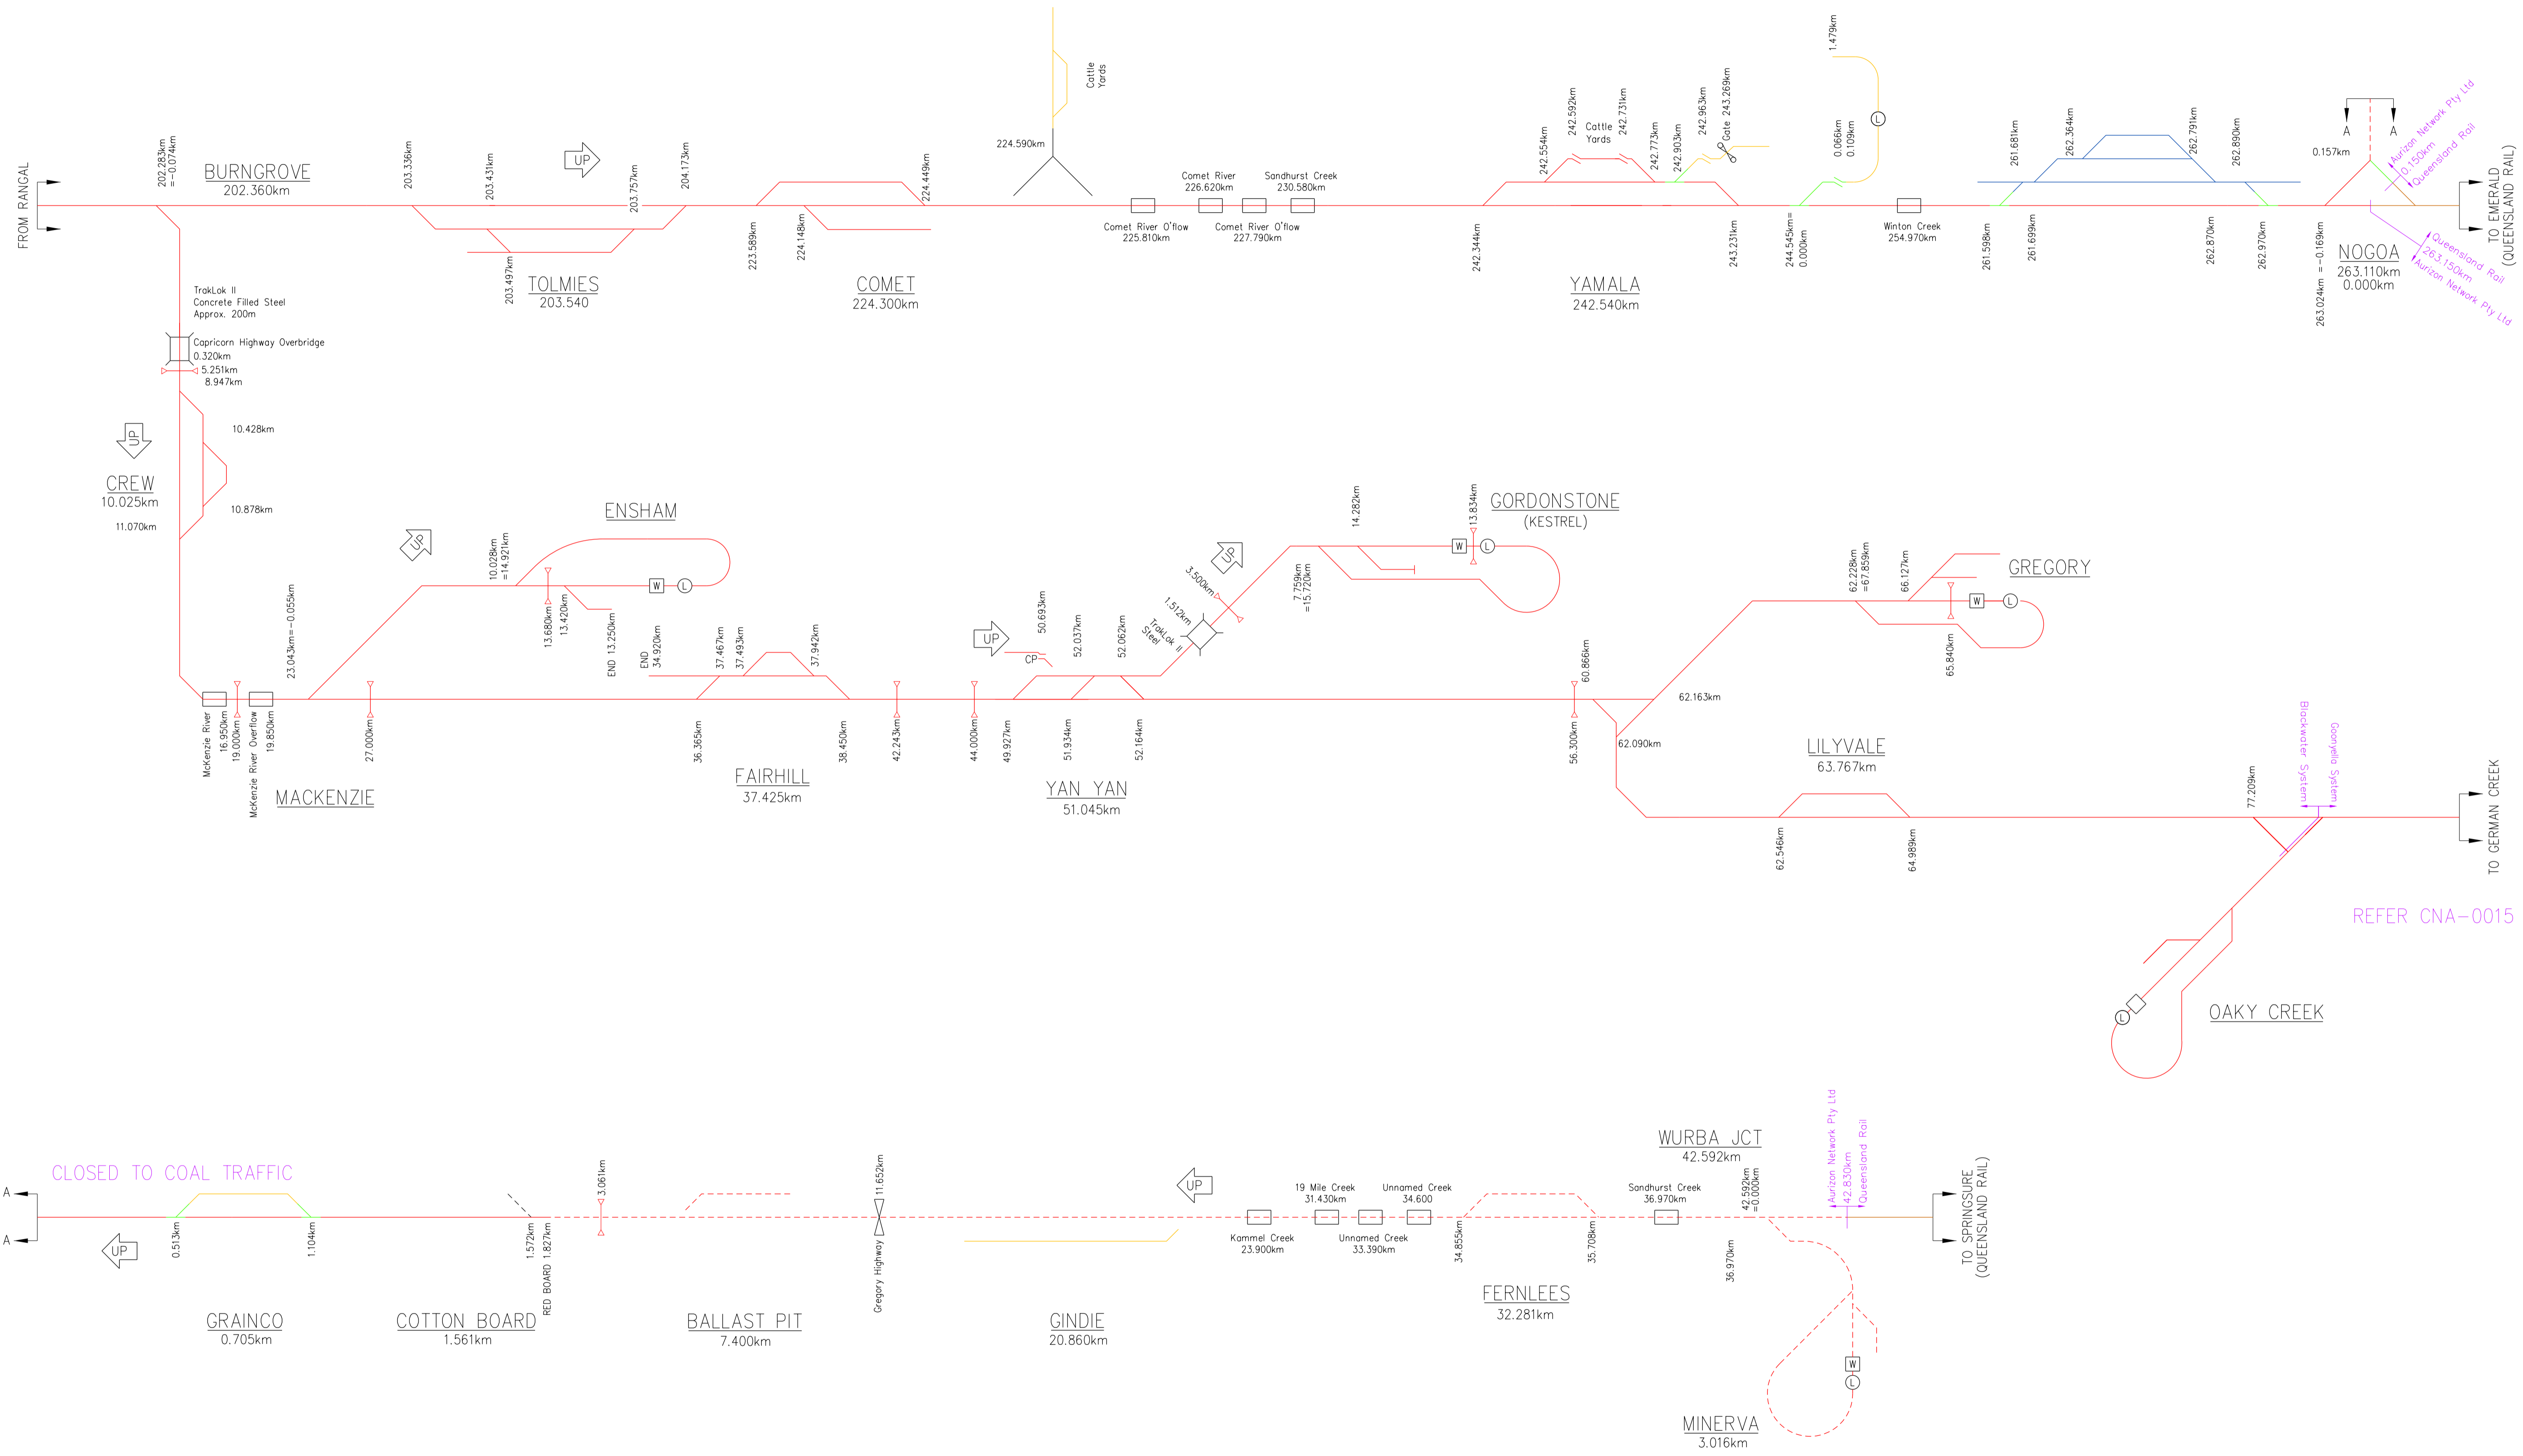 FROM RANGAL
202.283km
=-0.074km
BURNGROVE
202.360km
203.336km
203.431km
203.497km
UP
203.757km
204.173km
TOLMIES
203.540
223.589km
224.148km
224.449km
COMET
224.300km
224.590km
Cattle
Yards
Comet River O'flow
225.810km
Comet River
226.620km
Comet River O'flow
227.790km
Sandhurst Creek
230.580km
242.344km
242.554km
242.592km
Cattle
Yards
242.731km
242.773km
242.903km
242.963km
Gate 243.269km
243.231km
YAMALA
242.540km
244.545km=
0.000km
0.066km
0.109km
1.479km
L
Winton Creek
254.970km
261.598km
261.681km
261.699km
262.364km
262.791km
262.870km
262.890km
262.970km
263.024km =-0.169km
0.157km
A
A
Aurizon Network Pty Ltd
0.150km
Queensland Rail
NOGOA
263.110km
0.000km
Queensland Rail
263.150km
Aurizon Network Pty Ltd
TO EMERALD
(QUEENSLAND RAIL)
TrakLok II
Concrete Filled Steel
Approx. 200m
Capricorn Highway Overbridge
0.320km
5.251km
8.947km
UP
10.428km
CREW
10.025km
10.878km
11.070km
McKenzie River
16.950km
19.000km
McKenzie River Overflow
19.850km
23.043km=-0.055km
MACKENZIE
27.000km
UP
ENSHAM
10.028km
=14.921km
13.680km
13.420km
END 13.250km
W
L
END
34.920km
36.365km
37.467km
37.493km
37.942km
38.450km
FAIRHILL
37.425km
42.243km
44.000km
UP
CP
49.927km
50.693km
51.934km
52.037km
52.062km
52.164km
YAN YAN
51.045km
TrakLok II
Steel
1.512km
3.500km
UP
7.759km
=15.720km
14.282km
W
13.834km
L
GORDONSTONE
(KESTREL)
56.300km
60.866km
62.090km
62.163km
62.228km
=67.859km
66.127km
65.840km
W
L
GREGORY
LILYVALE
63.767km
62.546km
64.989km
77.209km
Blackwater System
Goonyella System
TO GERMAN CREEK
REFER CNA-0015
L
OAKY CREEK
CLOSED TO COAL TRAFFIC
A
A
UP
0.513km
1.104km
GRAINCO
0.705km
COTTON BOARD
1.561km
1.572km
RED BOARD 1.827km
3.061km
BALLAST PIT
7.400km
Gregory Highway
11.652km
GINDIE
20.860km
UP
Kammel Creek
23.900km
19 Mile Creek
31.430km
Unnamed Creek
33.390km
Unnamed Creek
34.600
34.855km
35.708km
FERNLEES
32.281km
Sandhurst Creek
36.970km
36.970km
WURBA JCT
42.592km
42.592km
=0.000km
Aurizon Network Pty Ltd
42.830km
Queensland Rail
TO SPRINGSURE
(QUEENSLAND RAIL)
W
L
MINERVA
3.016km